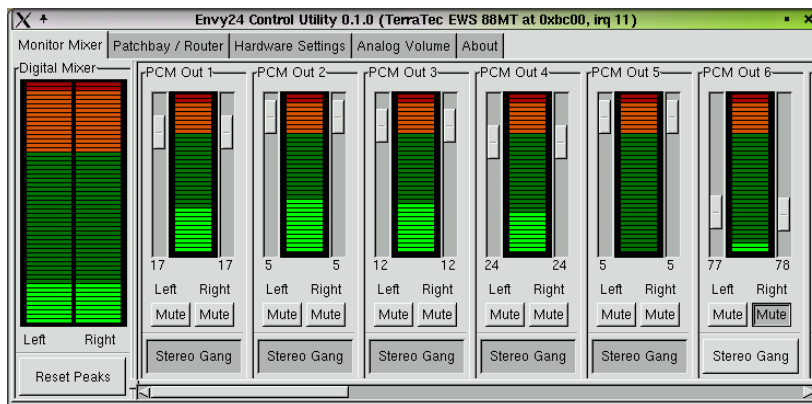 Envy24 Control Utility 0.1.0 (TerraTec EWS 88MT at 0xbc00, irq 11)
Monitor Mixer Patchbay / Router Hardware Settings Analog Volume About
Digital Mixer PCM Out 1 PCM Out 2 PCM Out 3 PCM Out 4 PCM Out 5 PCM Out 6
17 17 5 5 12 12 24 24 5 5 77 78
Left Right Left Right Left Right Left Right Left Right Left Right
Mute Mute Mute Mute Mute Mute Mute Mute Mute Mute Mute Mute
Left Right
Stereo Gang Stereo Gang Stereo Gang Stereo Gang Stereo Gang Stereo Gang
Reset Peaks